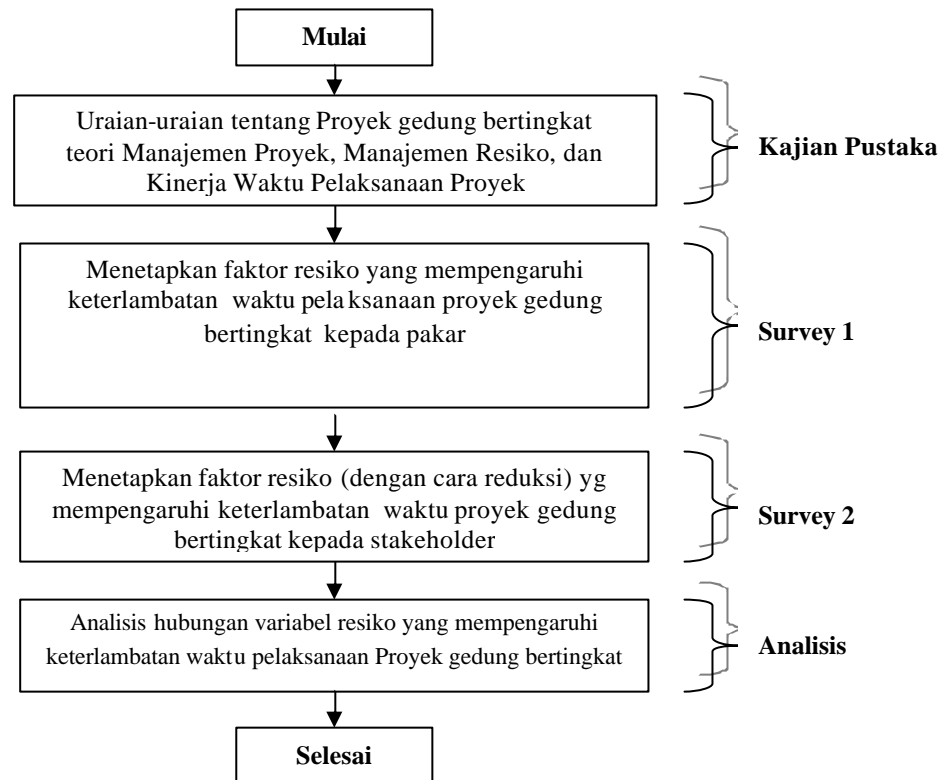 Mulai
Uraian-uraian tentang Proyek gedung bertingkat
teori Manajemen Proyek, Manajemen Resiko, dan
Kinerja Waktu Pelaksanaan Proyek
Kajian Pustaka
Menetapkan faktor resiko yang mempengaruhi
keterlambatan waktu pelaksanaan proyek gedung
bertingkat kepada pakar
Survey 1
Menetapkan faktor resiko (dengan cara reduksi) yg
mempengaruhi keterlambatan waktu proyek gedung
bertingkat kepada stakeholder
Survey 2
Analisis hubungan variabel resiko yang mempengaruhi
keterlambatan waktu pelaksanaan Proyek gedung bertingkat
Analisis
Selesai